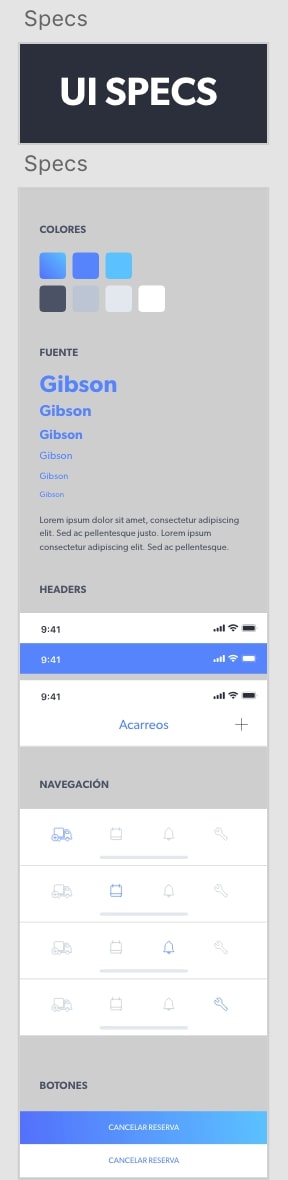 Specs
UI SPECS
Specs
COLORES
FUENTE
Gibson
Gibson
Gibson
Gibson
Gibson
Gibson
Lorem ipsum dolor sit amet, consectetur adipiscing
elit. Sed ac pellentesque justo. Lorem ipsum
consectetur adipiscing elit. Sed ac pellentesque.
HEADERS
9:41
9:41
9:41
Acarreos
NAVEGACIÓN
BOTONES
CANCELAR RESERVA
CANCELAR RESERVA